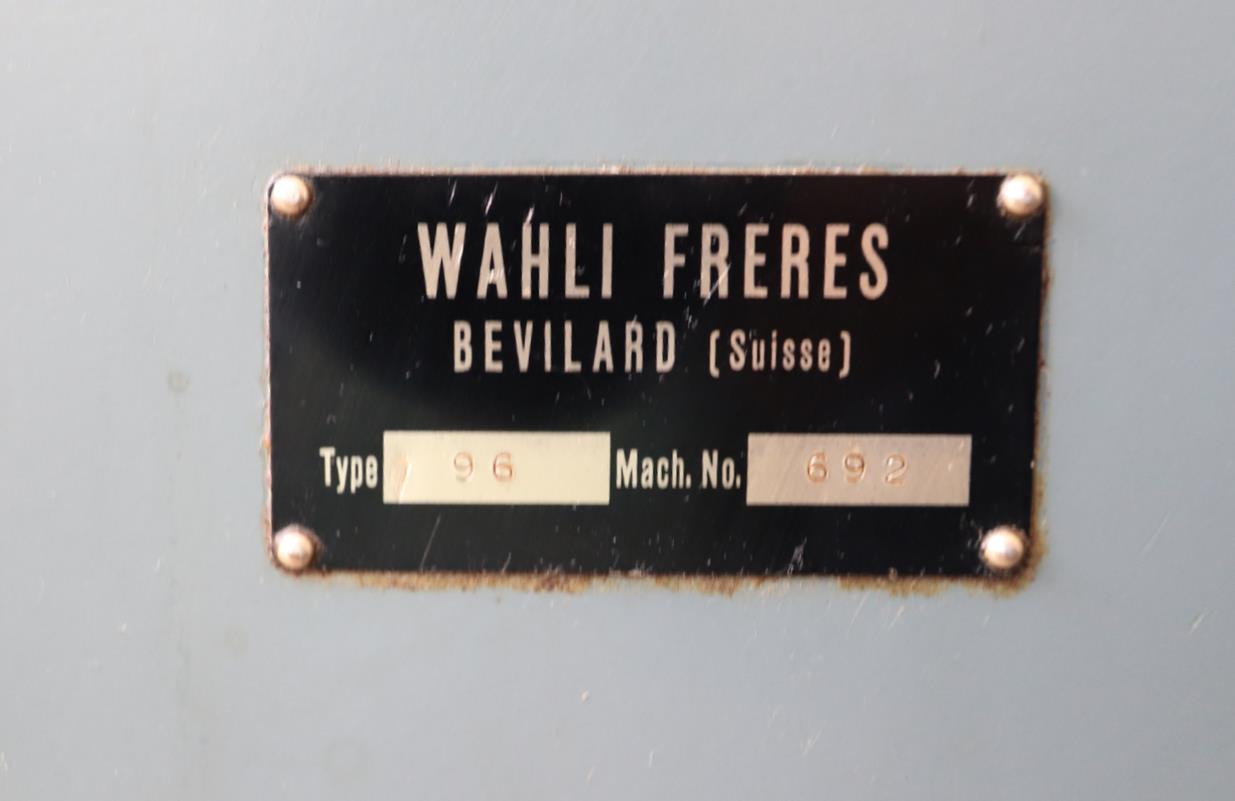 WAHLI FRERES
BEVILARD (Suisse)
Type 96 Mach. No. 692